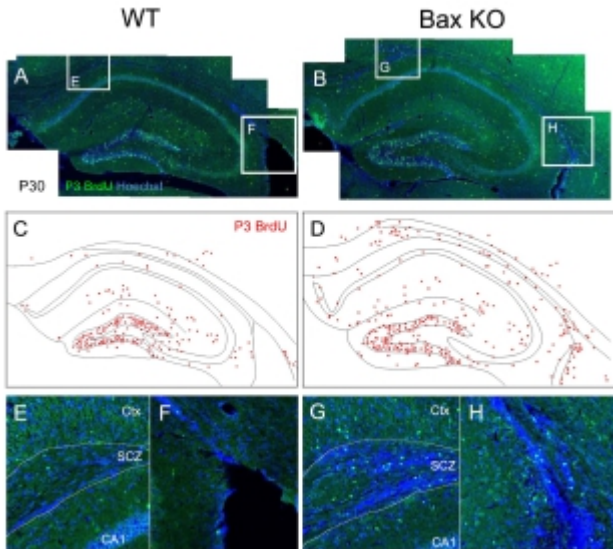 WT
Bax KO
A
E
F
P30
P3 BrdU/Hoechst
B
G
H
C
P3 BrdU
D
E
Ctx
SCZ
CA1
F
G
Ctx
SCZ
CA1
H